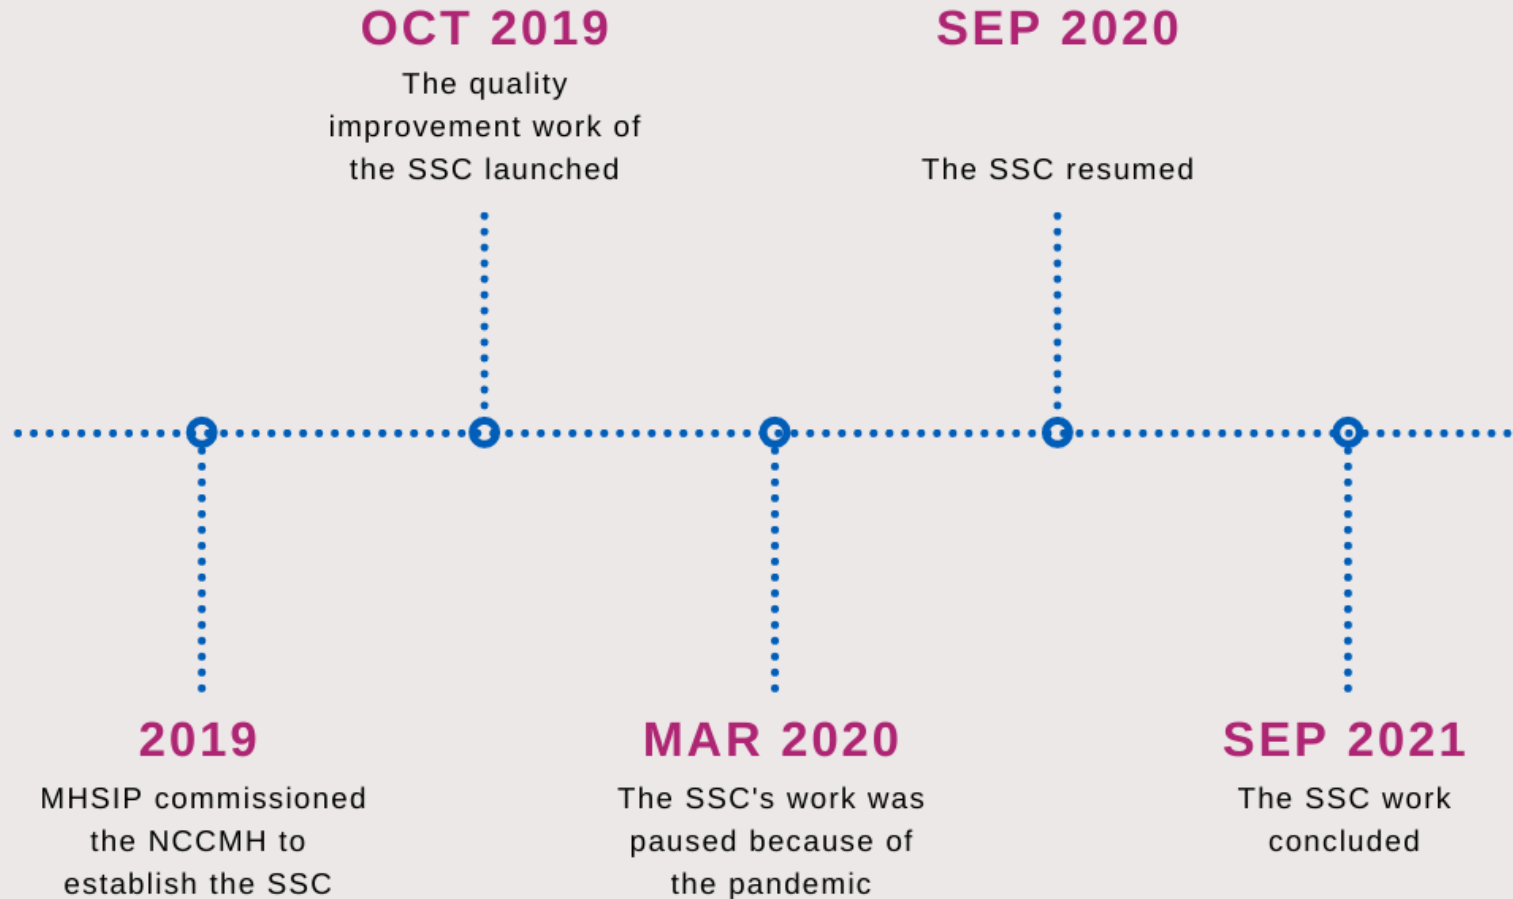 OCT 2019
The quality
improvement work of
the SSC launched
SEP 2020
The SSC resumed
2019
MHSIP commissioned
the NCCMH to
establish the SSC
MAR 2020
The SSC's work was
paused because of
the pandemic
SEP 2021
The SSC work
concluded